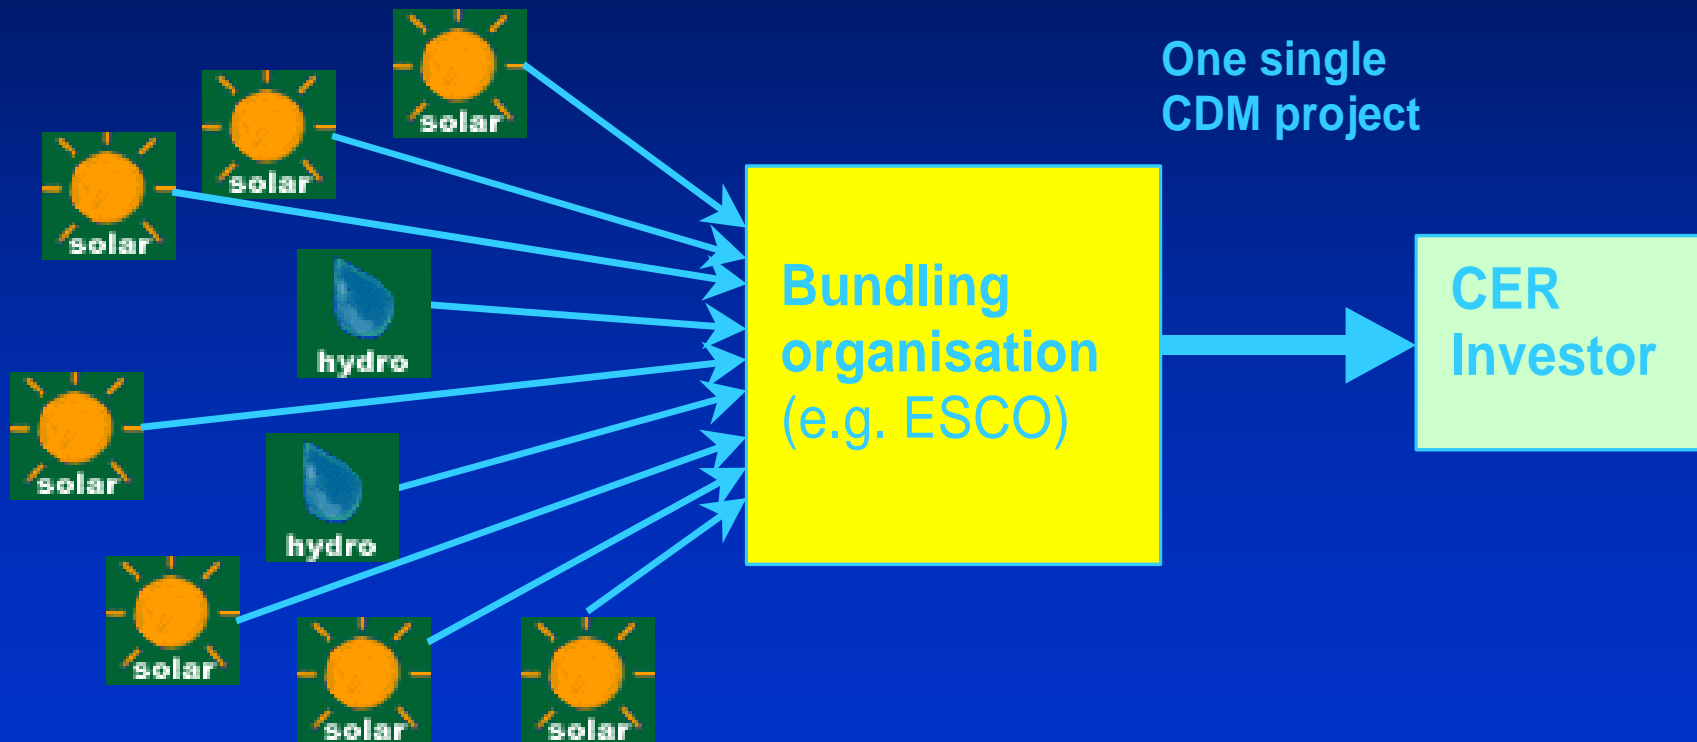 solar
One single
CDM project
solar
solar
Bundling
organisation
(e.g. ESCO)
CER
Investor
hydro
solar
hydro
solar
solar
solar